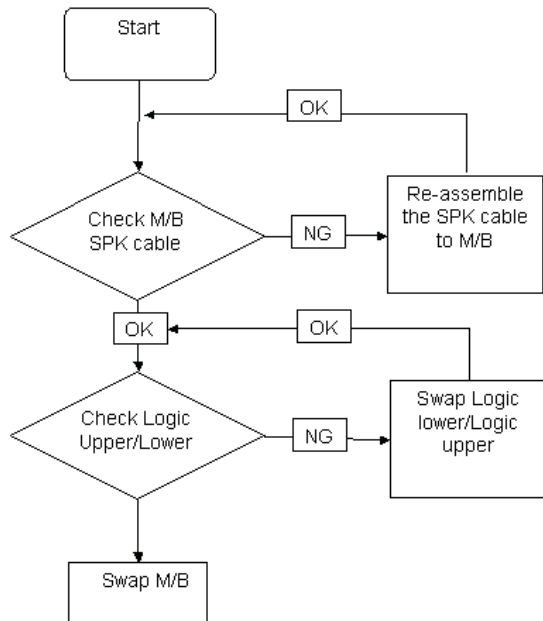 Start
OK
Check M/B
SPK cable
NG
Re-assemble
the SPK cable
to M/B
OK
OK
Check Logic
Upper/Lower
NG
Swap Logic
lower/Logic
upper
Swap M/B